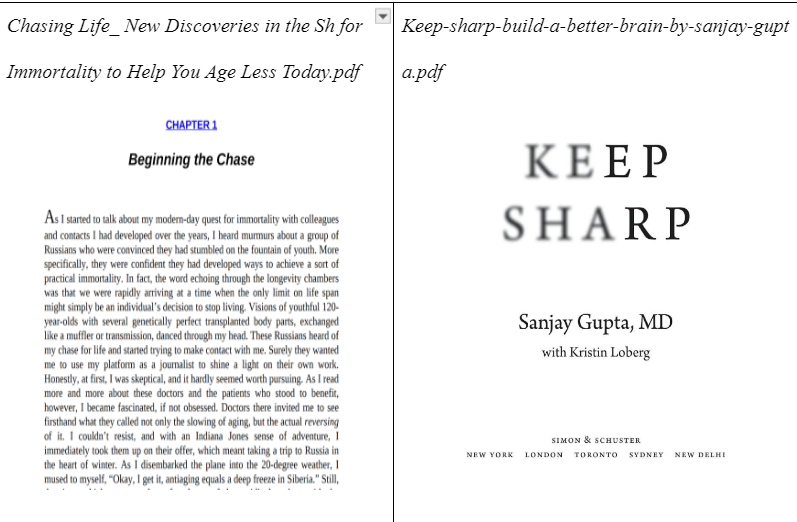 Chasing Life_ New Discoveries in the Sh for
Immortality to Help You Age Less Today.pdf
CHAPTER 1
Beginning the Chase
As I started to talk about my modern-day quest for immortality with colleagues
and contacts I had developed over the years, I heard murmurs about a group of
Russians who were convinced they had stumbled on the fountain of youth. More
specifically, they were confident they had developed ways to achieve a sort of
practical immortality. In fact, the word echoing through the longevity chambers
was that we were rapidly arriving at a time when the only limit on life span
might simply be an individual's decision to stop living. Visions of youthful 120-
year-olds with several genetically perfect transplanted body parts, exchanged
like a muffler or transmission, danced through my head. These Russians heard of
my chase for life and started trying to make contact with me. Surely they wanted
me to use my platform as a journalist to shine a light on their own work.
Honestly, at first, I was skeptical, and it hardly seemed worth pursuing. As I read
more and more about these doctors and the patients who stood to benefit,
however, I became fascinated, if not obsessed. Doctors there invited me to see
firsthand what they called not only the slowing of aging, but the actual reversing
of it. I couldn't resist, and with an Indiana Jones sense of adventure, I
immediately took them up on their offer, which meant taking a trip to Russia in
the heart of winter. As I disembarked the plane into the 20-degree weather, I
mused to myself, “Okay, I get it, antiaging equals a deep freeze in Siberia.” Still,
Keep-sharp-build-a-better-brain-by-sanjay-gupt
a.pdf
KEEP
SHARP
Sanjay Gupta, MD
with Kristin Loberg
SIMON & SCHUSTER
NEW YORK LONDON TORONTO SYDNEY NEW DELHI